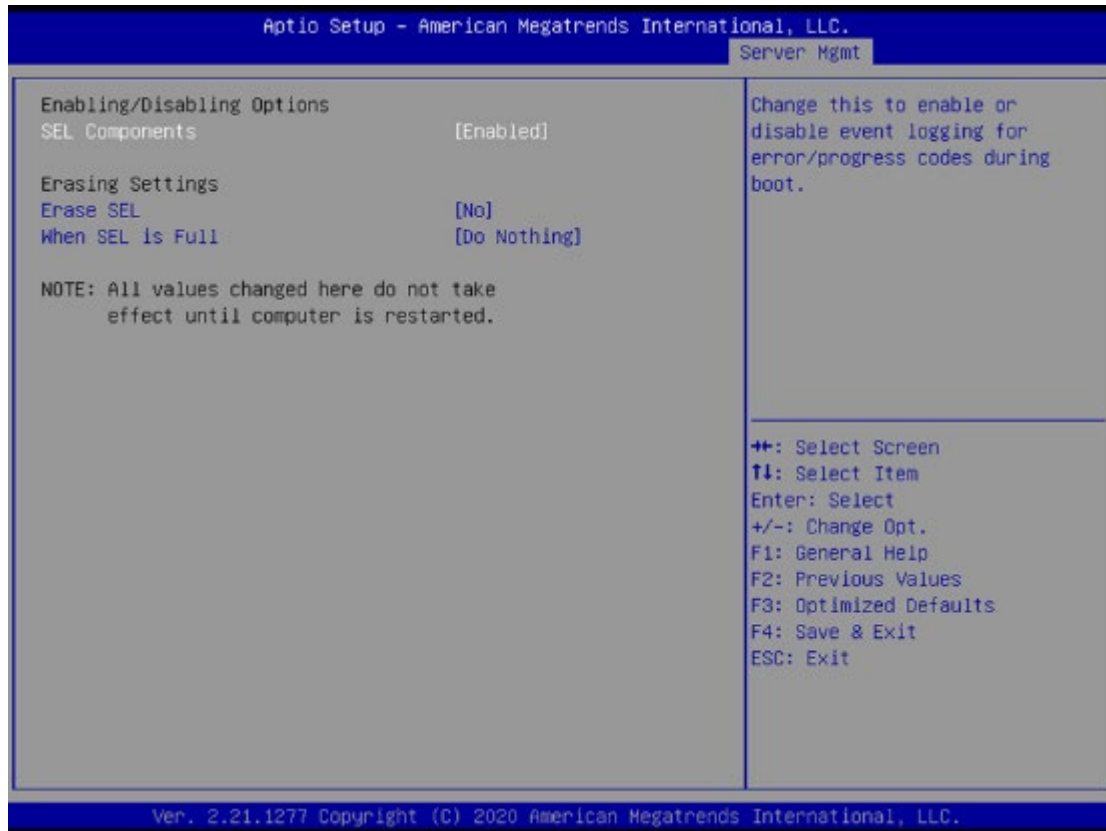 Aptio Setup – American Megatrends International, LLC.
Server Mgmt
Enabling/Disabling Options
SEL Components [Enabled]
Erasing Settings
Erase SEL [No]
When SEL is Full [Do Nothing]
NOTE: All values changed here do not take
effect until computer is restarted.
Change this to enable or
disable event logging for
error/progress codes during
boot.
→←: Select Screen
↑↓: Select Item
Enter: Select
+/-: Change Opt.
F1: General Help
F2: Previous Values
F3: Optimized Defaults
F4: Save & Exit
ESC: Exit
Ver. 2.21.1277 Copyright (C) 2020 American Megatrends International, LLC.